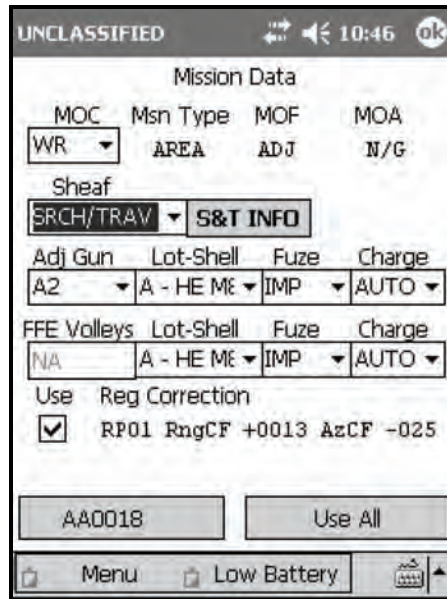 UNCLASSIFIED 10:46 ok
Mission Data
MOC Msn Type MOF MOA
WR AREA ADJ N/G
Sheaf
SRCH/TRAV S&T INFO
Adj Gun Lot-Shell Fuze Charge
A2 A - HE M8 IMP AUTO
FFE Volleys Lot-Shell Fuze Charge
NA A - HE M8 IMP AUTO
Use Reg Correction
RP01 RngCF +0013 AzCF -025
AA0018 Use All
Menu Low Battery